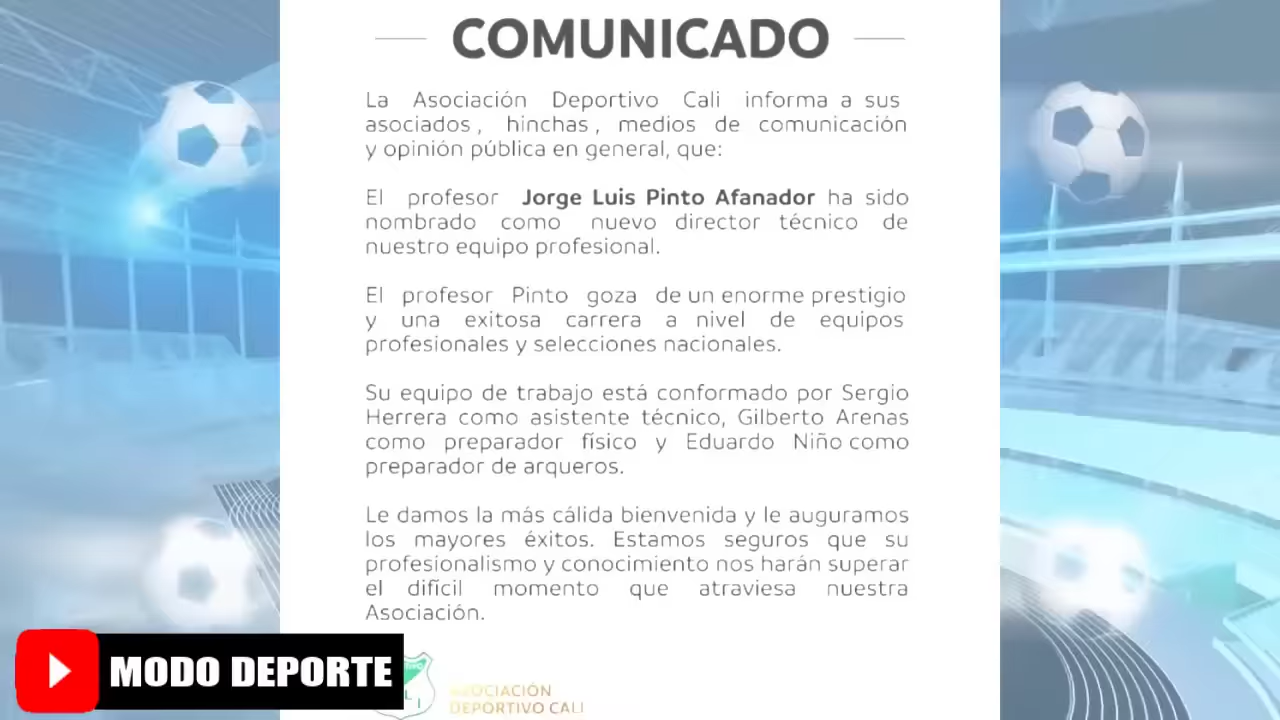 COMUNICADO
La Asociación Deportivo Cali informa a sus
asociados, hinchas, medios de comunicación
y opinión pública en general, que:
El profesor Jorge Luis Pinto Afanador ha sido
nombrado como nuevo director técnico de
nuestro equipo profesional.
El profesor Pinto goza de un enorme prestigio
y una exitosa carrera a nivel de equipos
profesionales y selecciones nacionales.
Su equipo de trabajo está conformado por Sergio
Herrera como asistente técnico, Gilberto Arenas
como preparador físico y Eduardo Niño como
preparador de arqueros.
Le damos la más cálida bienvenida y le auguramos
los mayores éxitos. Estamos seguros que su
profesionalismo y conocimiento nos harán superar
el difícil momento que atraviesa nuestra
Asociación.
MODO DEPORTE
ASOCIACIÓN
DEPORTIVO CALI